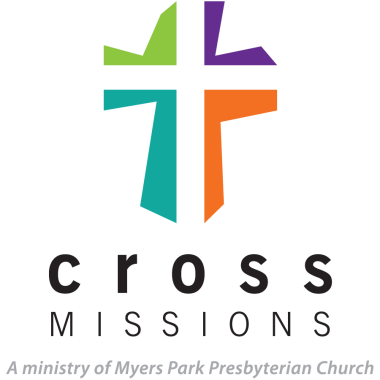 cross
MISSIONS
A ministry of Myers Park Presbyterian Church